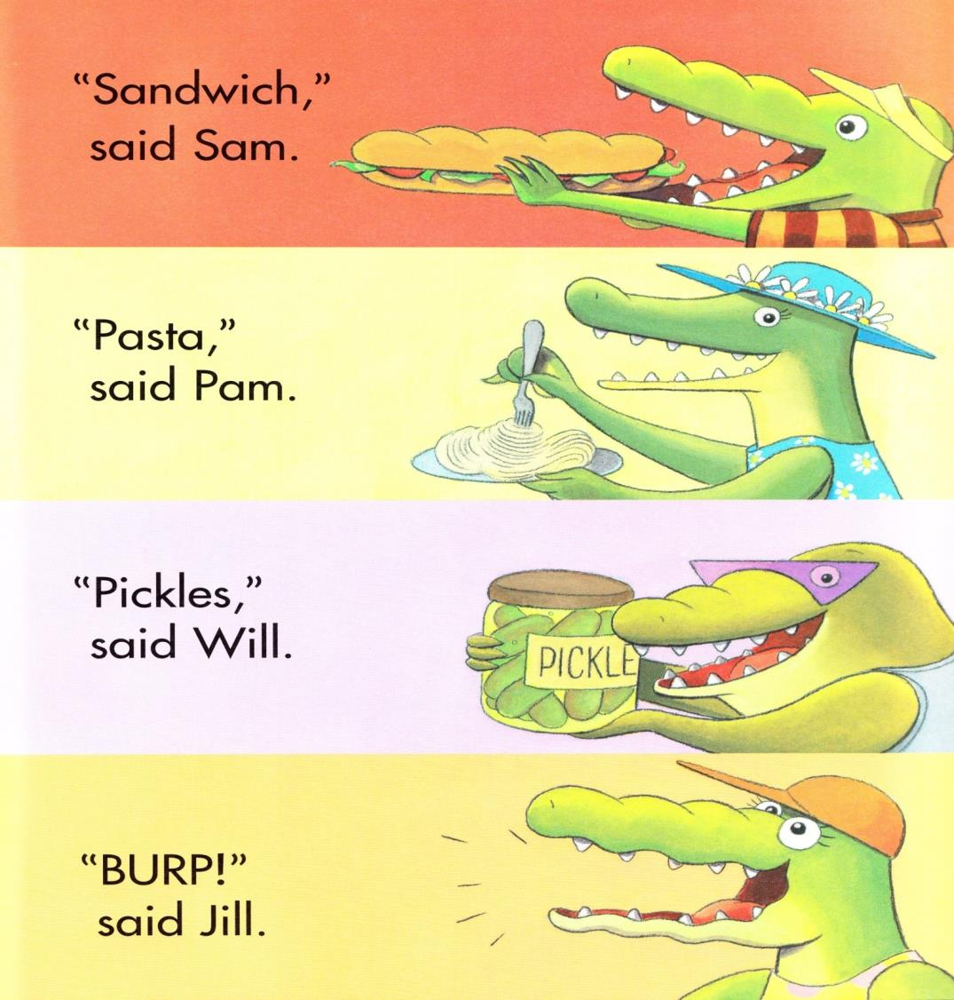 “Sandwich,”
said Sam.
“Pasta,”
said Pam.
“Pickles,”
said Will.
PICKLE
“BURP!”
said Jill.